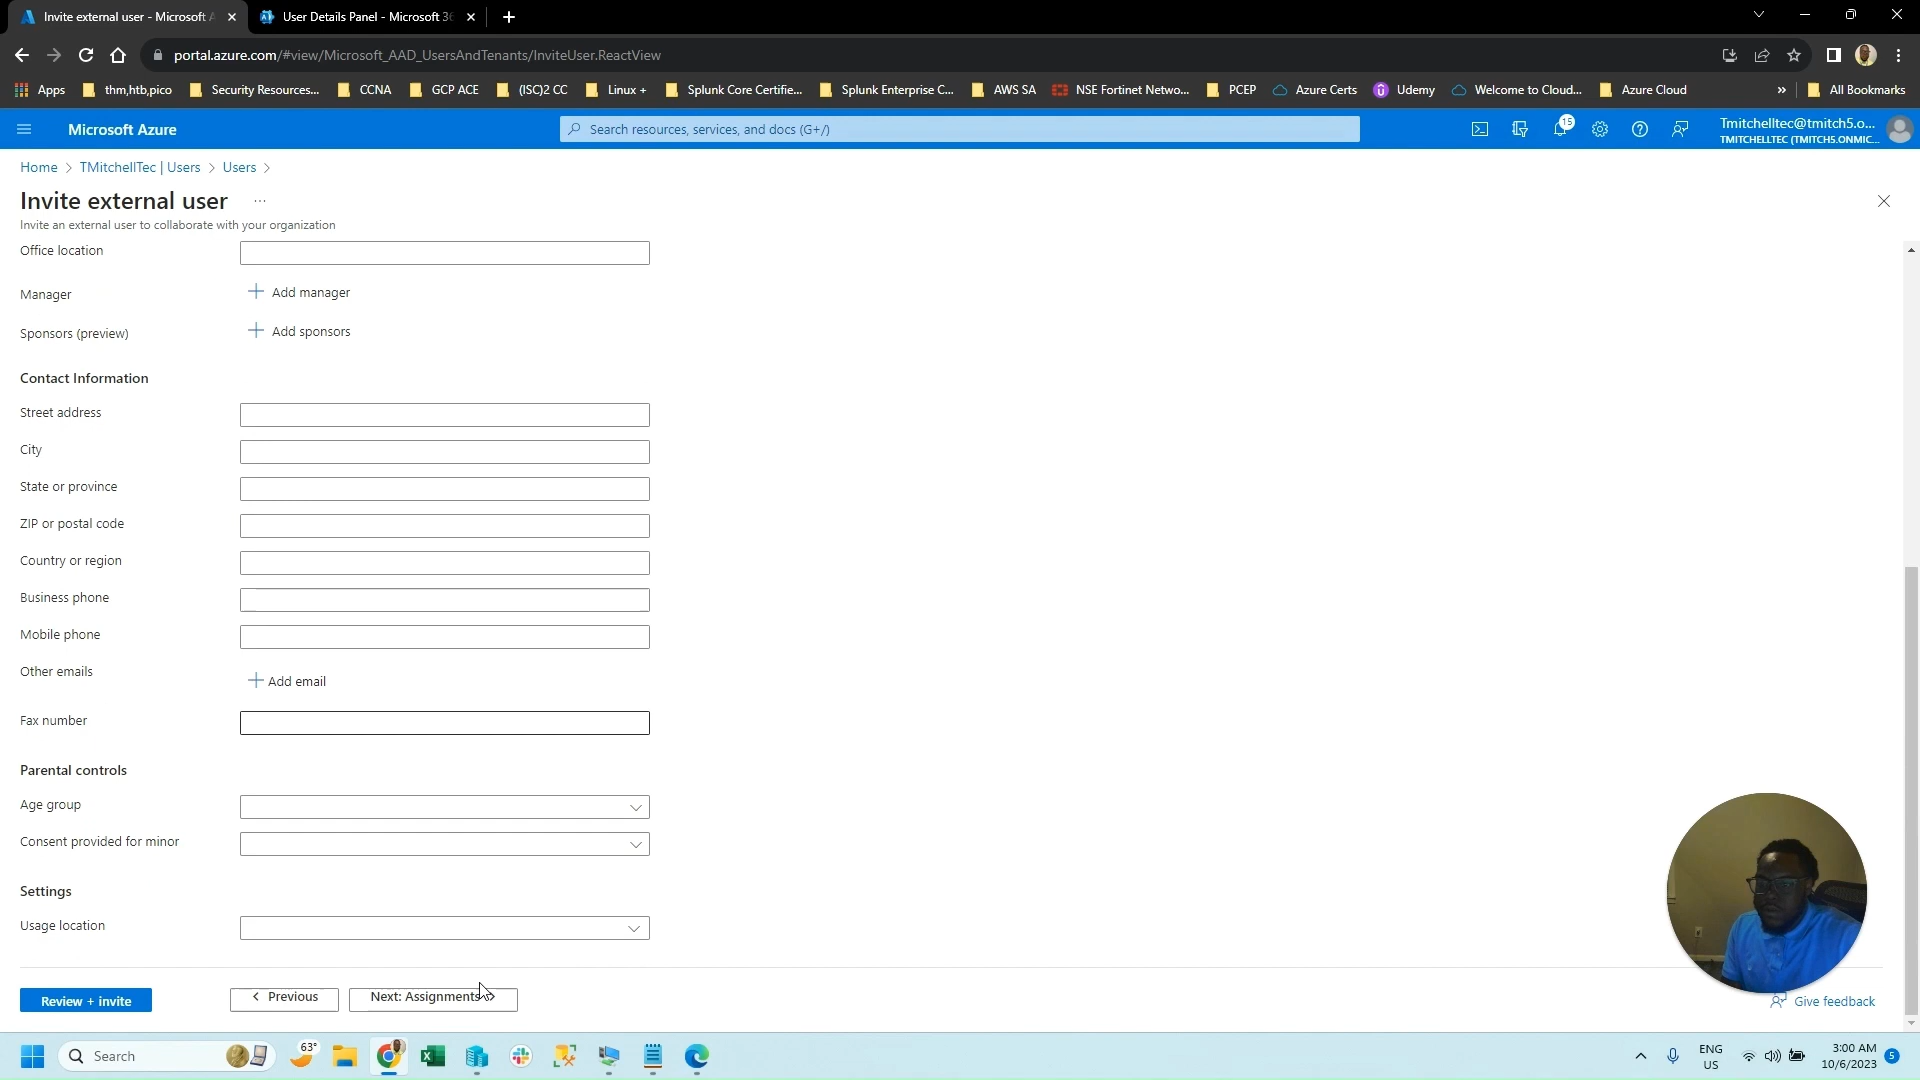 Invite external user - Microsoft A
User Details Panel - Microsoft 36
portal.azure.com/#view/Microsoft_AAD_UsersAndTenants/InviteUser.ReactView
Apps thm,htb,pico Security Resources... CCNA GCP ACE (ISC)2 CC Linux + Splunk Core Certifie... Splunk Enterprise C... AWS SA NSE Fortinet Netwo... PCEP Azure Certs Udemy Welcome to Cloud... Azure Cloud » All Bookmarks
Microsoft Azure
Search resources, services, and docs (G+/)
15
Tmitchelltec@tmitch5.o...
TMITCHELLTEC (TMITCH5.ONMIC...
Home > TMitchellTec | Users > Users >
Invite external user ...
Invite an external user to collaborate with your organization
Office location
Manager
Add manager
Sponsors (preview)
Add sponsors
Contact Information
Street address
City
State or province
ZIP or postal code
Country or region
Business phone
Mobile phone
Other emails
Add email
Fax number
Parental controls
Age group
Consent provided for minor
Settings
Usage location
Review + invite
< Previous
Next: Assignments >
Give feedback
Search
63°
ENG
US
3:00 AM
10/6/2023
5